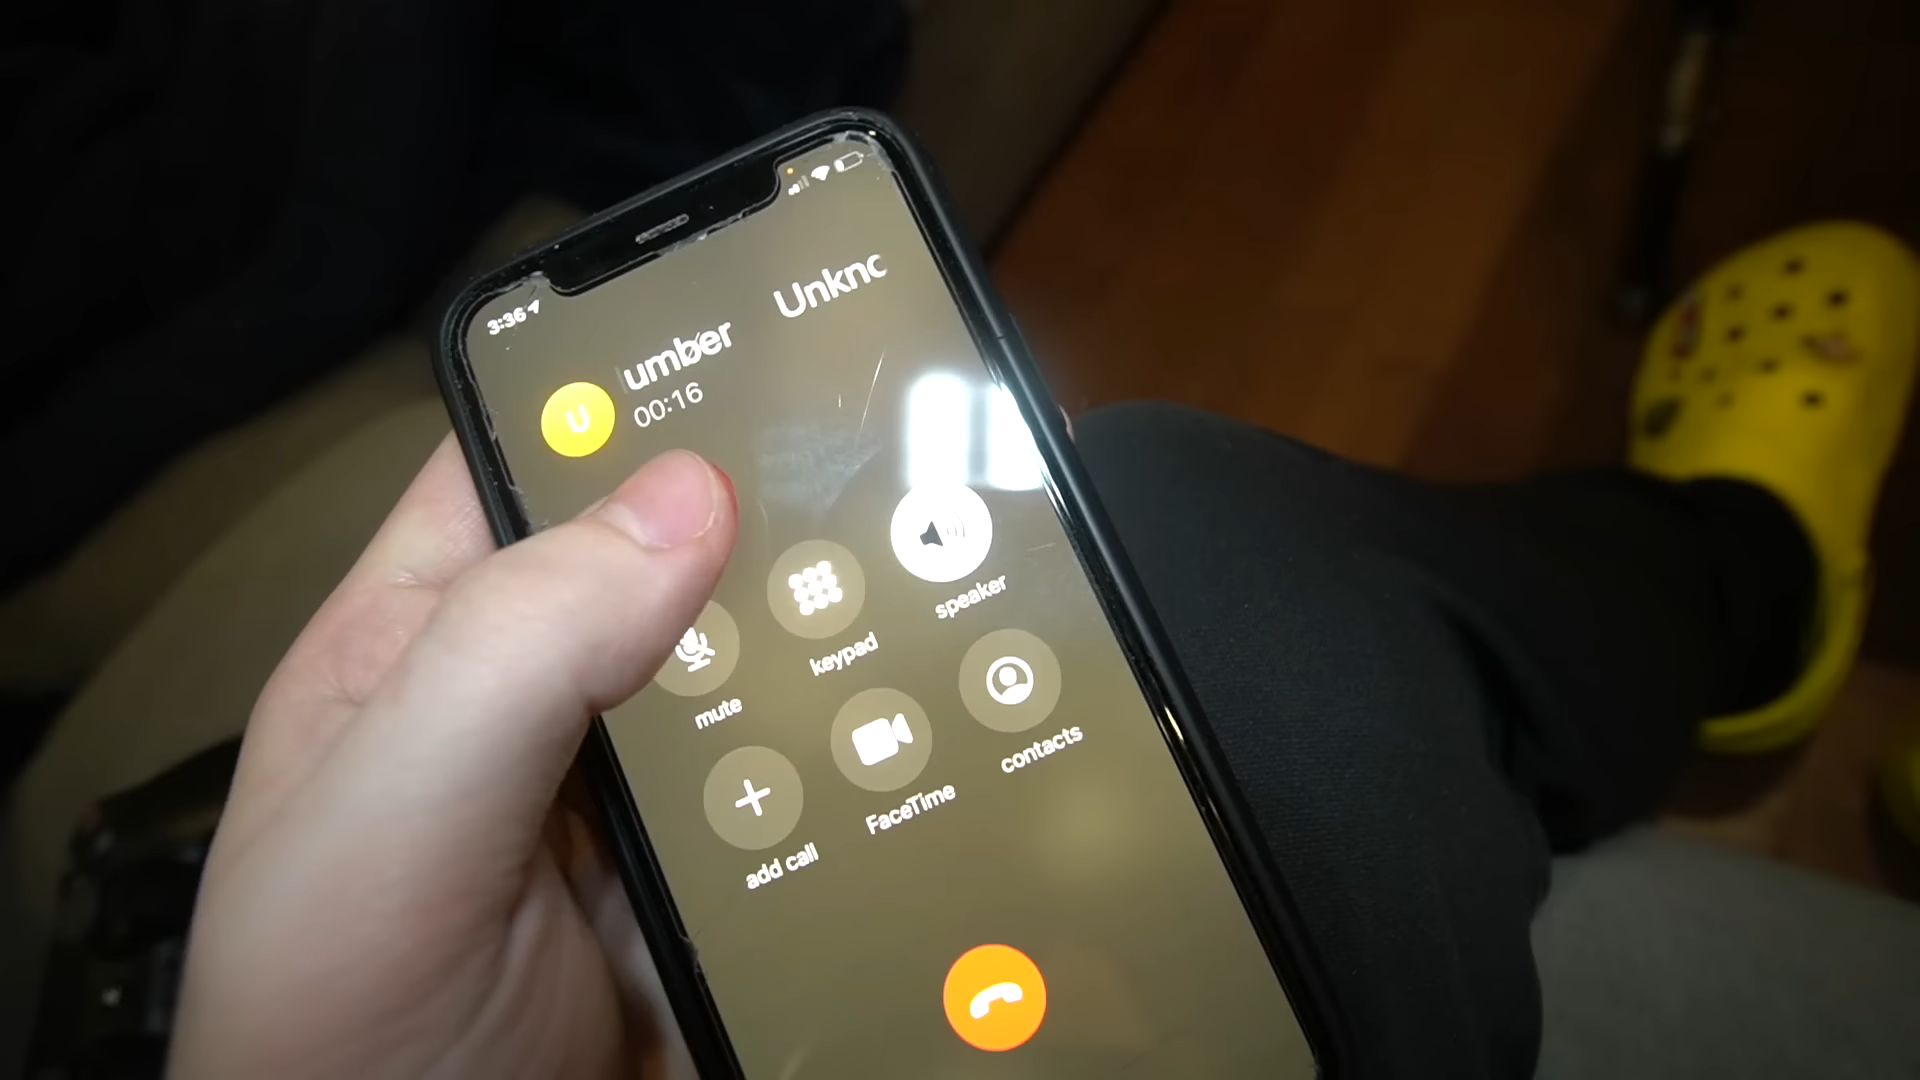 3:36
umber Unknc
U
00:16
mute
keypad
speaker
add call
FaceTime
contacts